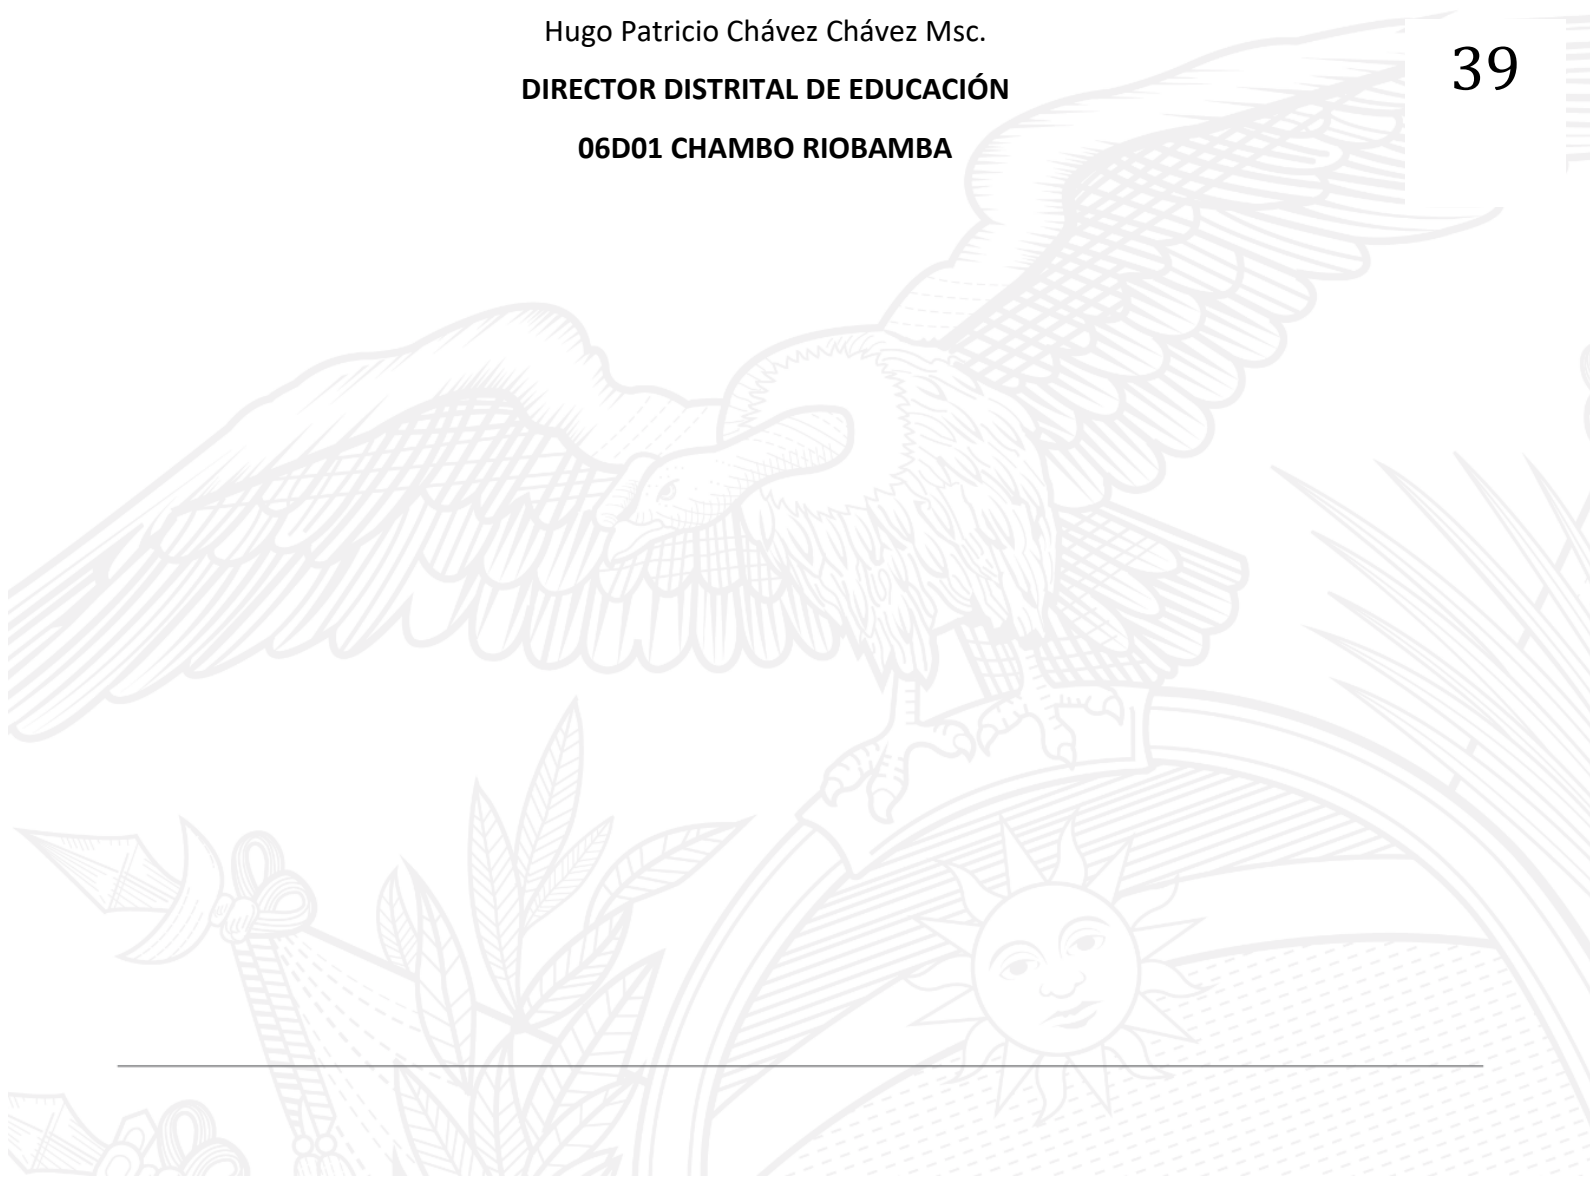 Hugo Patricio Chávez Chávez Msc.
39
DIRECTOR DISTRITAL DE EDUCACIÓN
06D01 CHAMBO RIOBAMBA